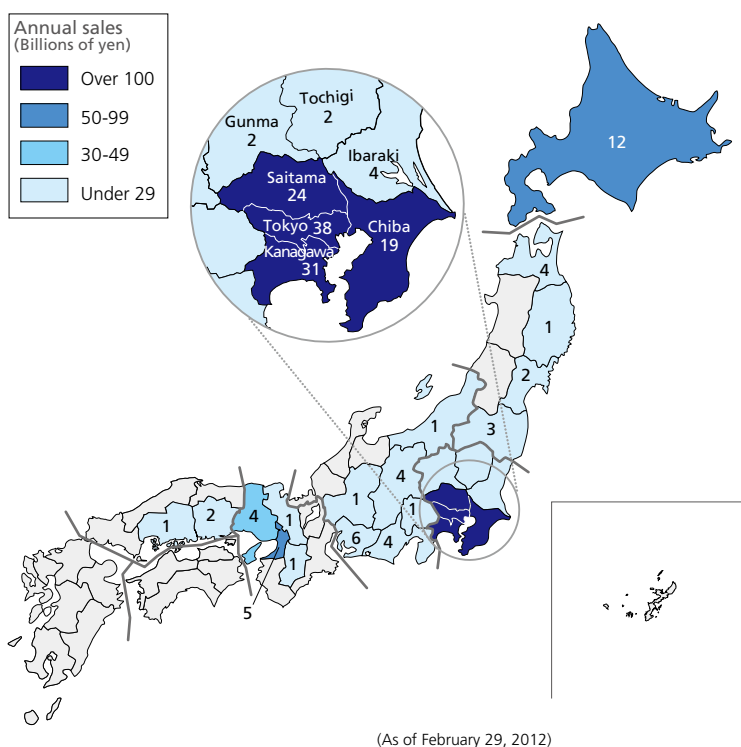 Annual sales
(Billions of yen)
Over 100
50-99
30-49
Under 29
Tochigi
2
Gunma
2
Ibaraki
4
Saitama
24
Tokyo 38
Chiba
19
Kanagawa
31
12
4
1
2
3
1
4
1
1
6
4
1
2
4
1
1
5
(As of February 29, 2012)